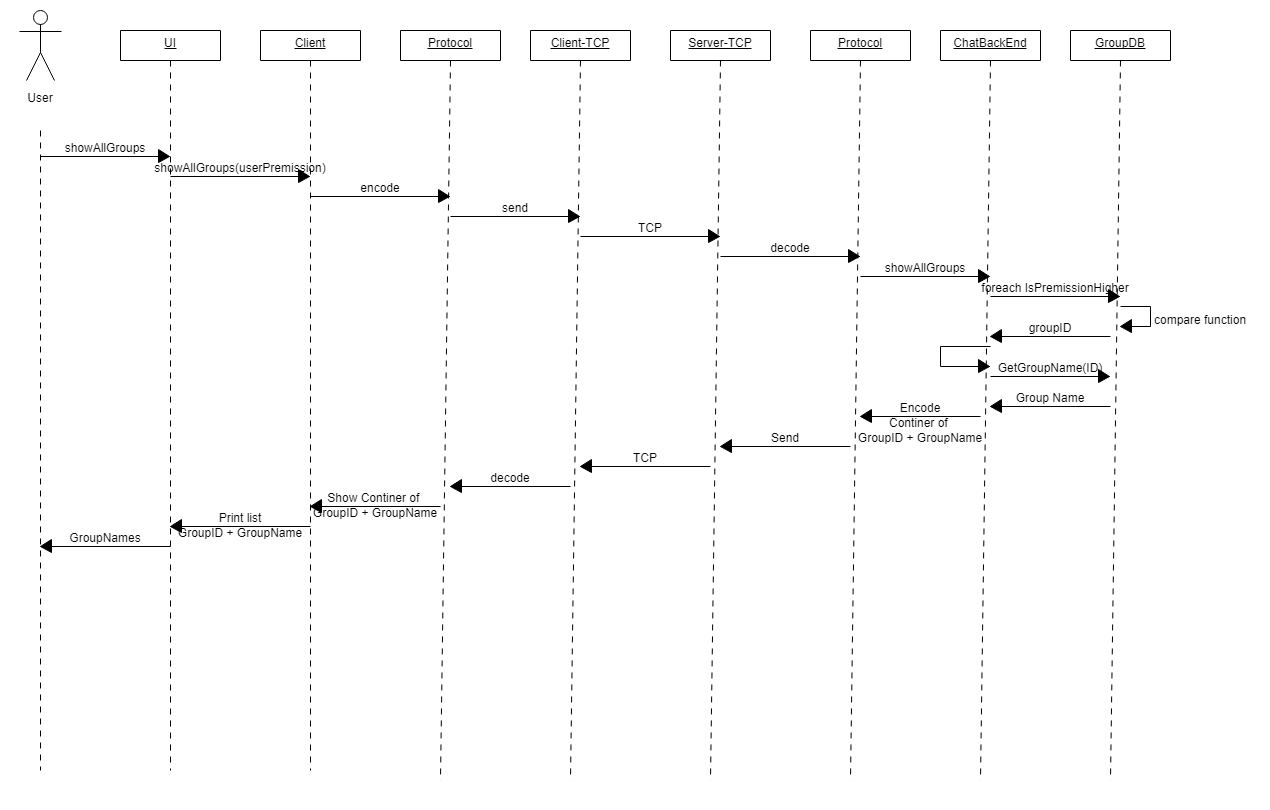 UI
Client
Protocol
Client-TCP
Server-TCP
Protocol
ChatBackEnd
GroupDB
User
showAllGroups
showAllGroups(userPremission)
encode
send
TCP
decode
showAllGroups
foreach IsPremissionHigher
compare function
groupID
GetGroupName(ID)
Group Name
Encode
Continer of
GroupID + GroupName
Send
TCP
decode
Show Continer of
GroupID + GroupName
Print list
GroupID + GroupName
GroupNames